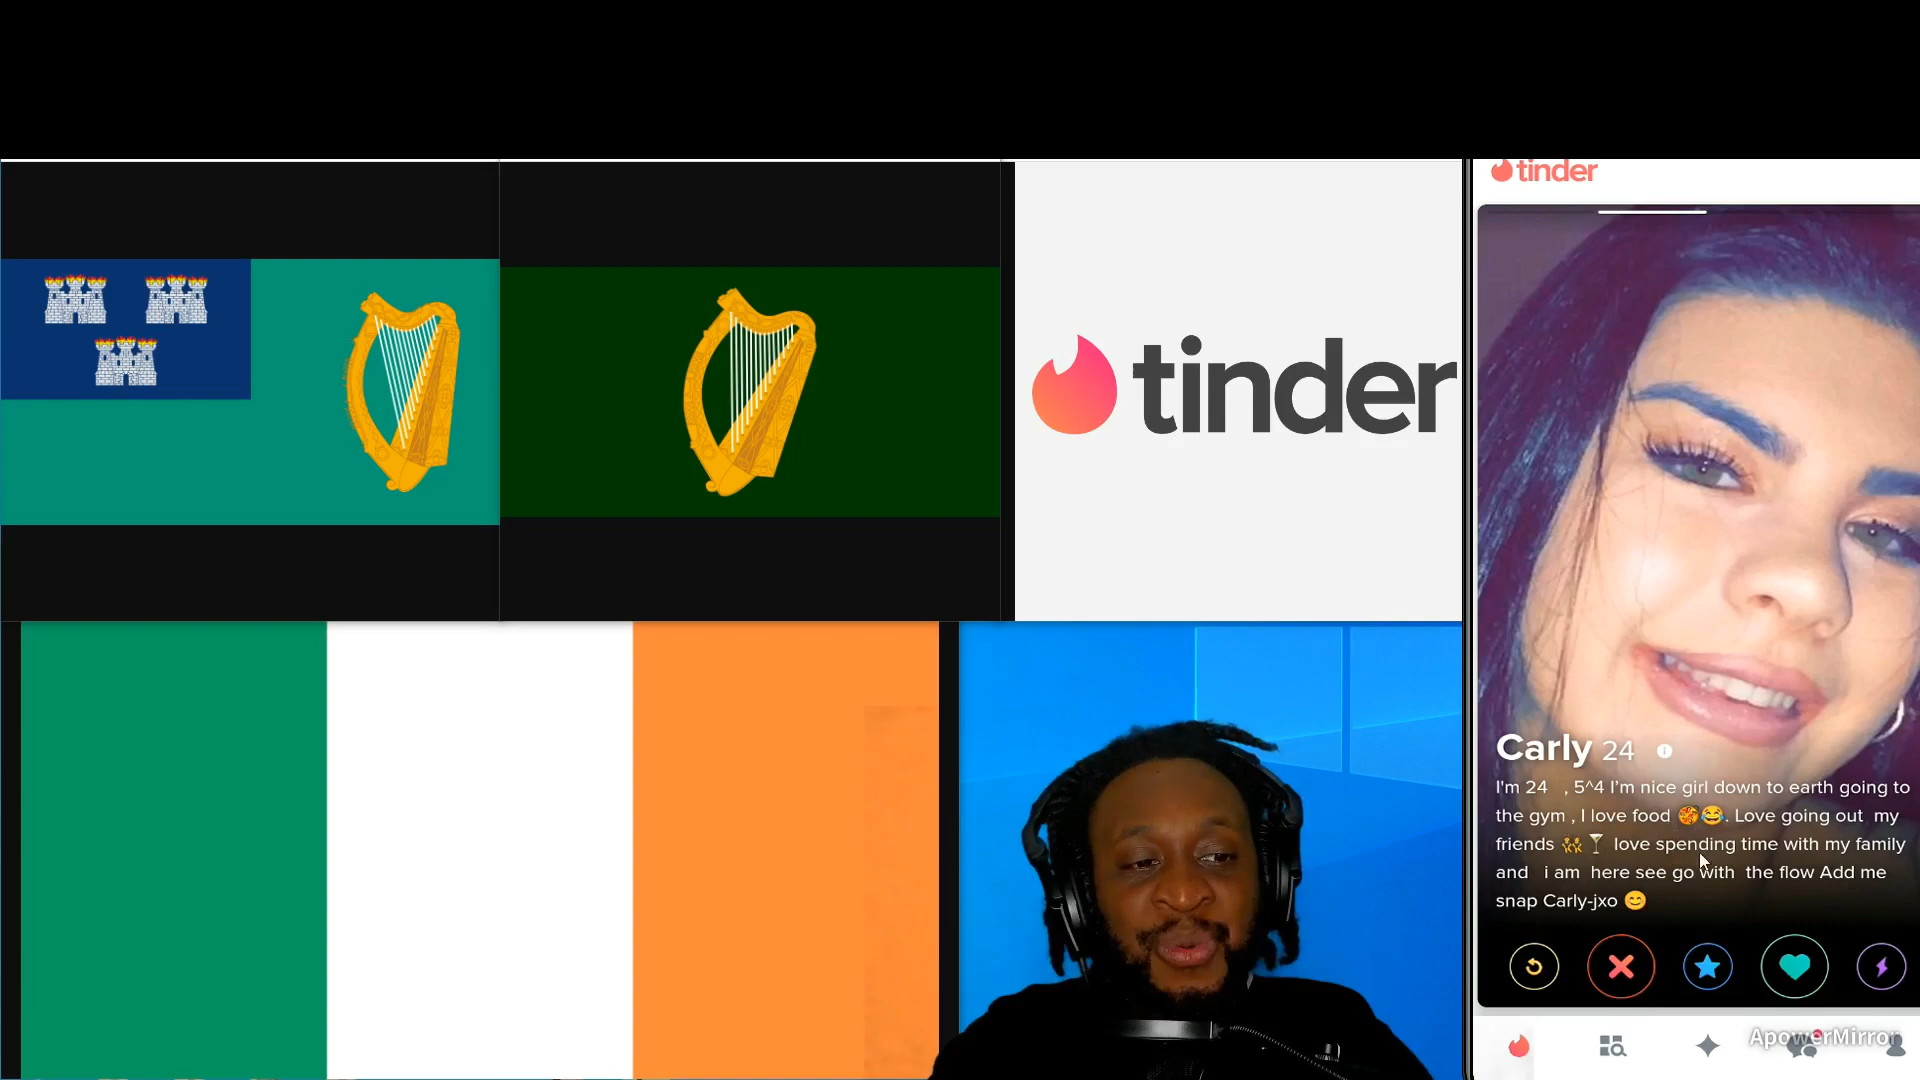 tinder
tinder
Carly 24
I'm 24 , 5^4 I'm nice girl down to earth going to
the gym , I love food 🍪😂. Love going out my
friends 👯🍸 love spending time with my family
and i am here see go with the flow Add me
snap Carly-jxo 😊
ApowerMirror